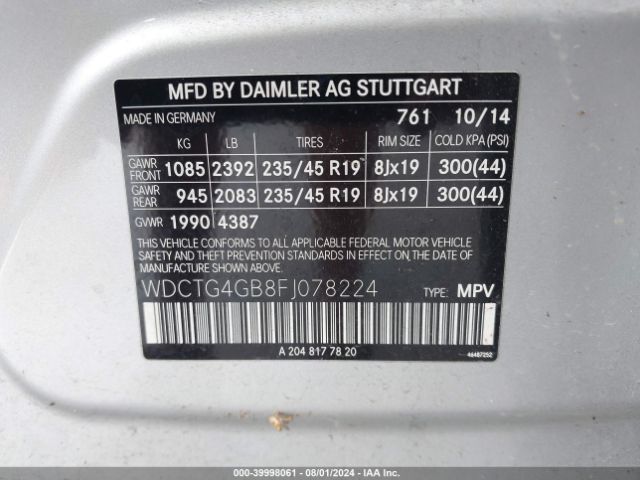 MFD BY DAIMLER AG STUTTGART
MADE IN GERMANY 761 10/14
KG LB TIRES RIM SIZE COLD KPA (PSI)
GAWR FRONT 1085 2392 235/45 R19 8Jx19 300(44)
GAWR REAR 945 2083 235/45 R19 8Jx19 300(44)
GVWR 1990 4387
THIS VEHICLE CONFORMS TO ALL APPLICABLE FEDERAL MOTOR VEHICLE
SAFETY, BUMPER, AND THEFT PREVENTION STANDARDS IN EFFECT ON THE
DATE OF MANUFACTURE SHOWN ABOVE.
WDCTG4GB8FJ078224 TYPE: MPV
A 204 817 78 20 46487252
000-39998061 - 08/01/2024 - IAA Inc.